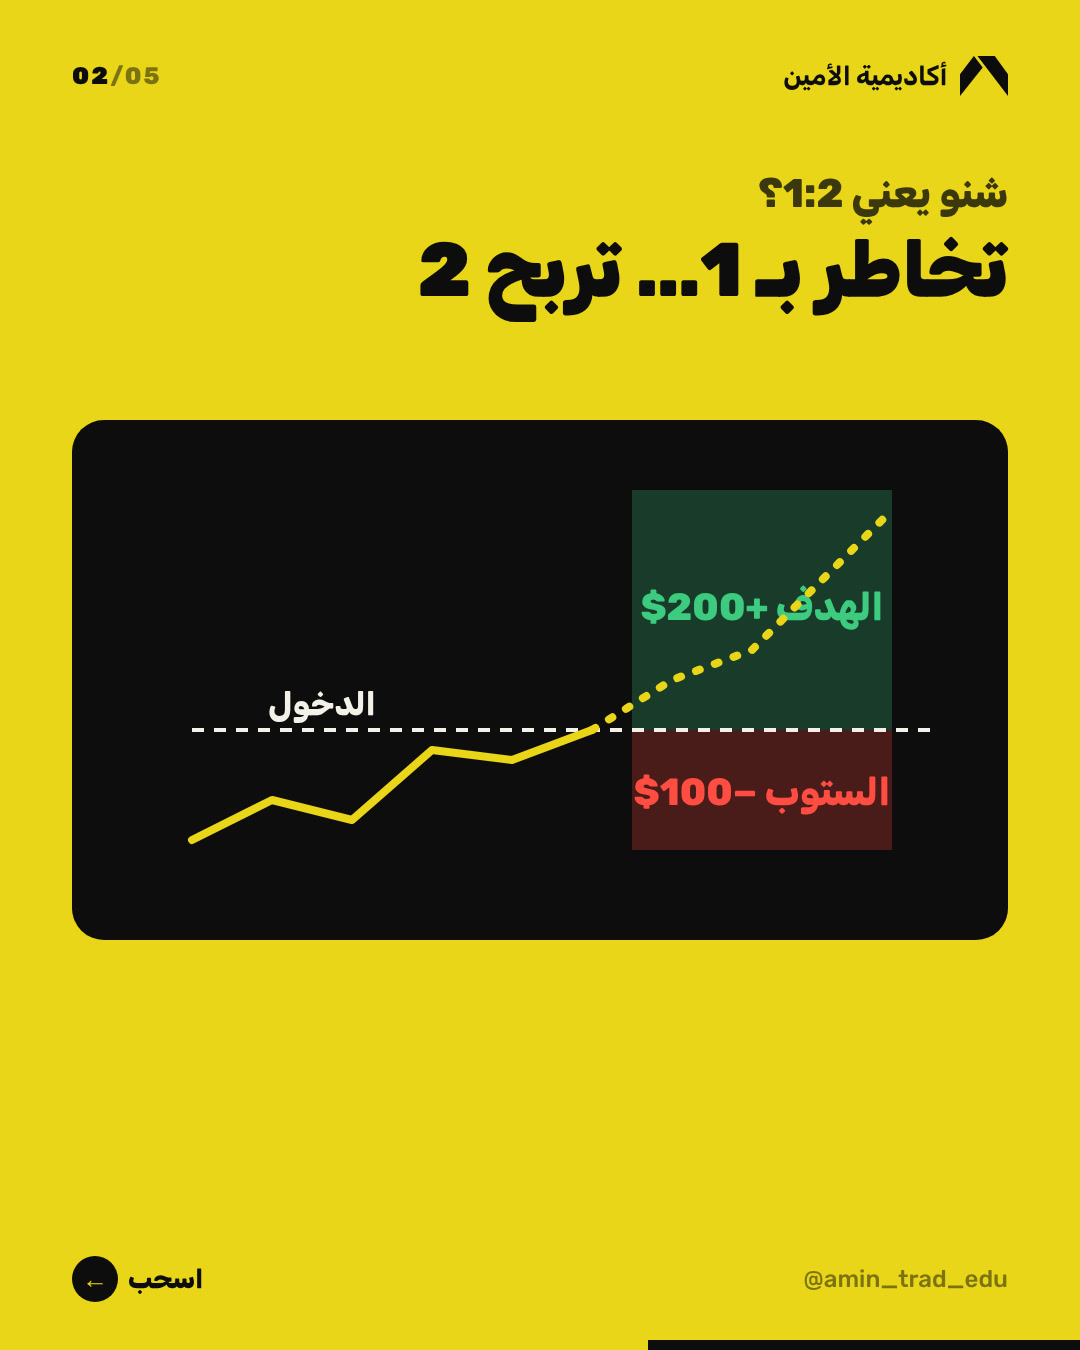 أكاديمية الأمين
02/05
شنو يعني 1:2؟
تخاطر بـ 1... تربح 2
الهدف +200$
الدخول
الستوب −100$
@amin_trad_edu
اسحب ←